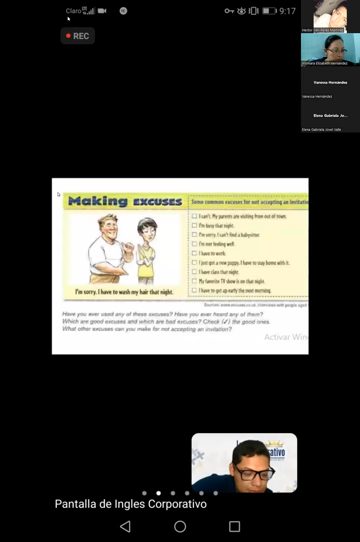 Claro
9:17
REC
Vanessa Hernández
Vanessa Hernández
Making EXCUSES
Some common excuses for not accepting an invitation
I can't. My parents are visiting from out of town.
I'm busy that night.
I'm sorry. I can't find a babysitter.
I'm not feeling well.
I have to work.
I just got a new puppy. I have to stay home with it.
I have class that night.
My favorite TV show is on that night.
I have to get up early the next morning.
I'm sorry. I have to wash my hair that night.
Have you ever used any of these excuses? Have you ever heard any of them?
Which are good excuses and which are bad excuses? Check (✓) the good ones.
What other excuses can you make for not accepting an invitation?
Activar Win
Pantalla de Ingles Corporativo